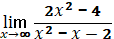 lim x→∞ 2x² − 4 / x² − x − 2